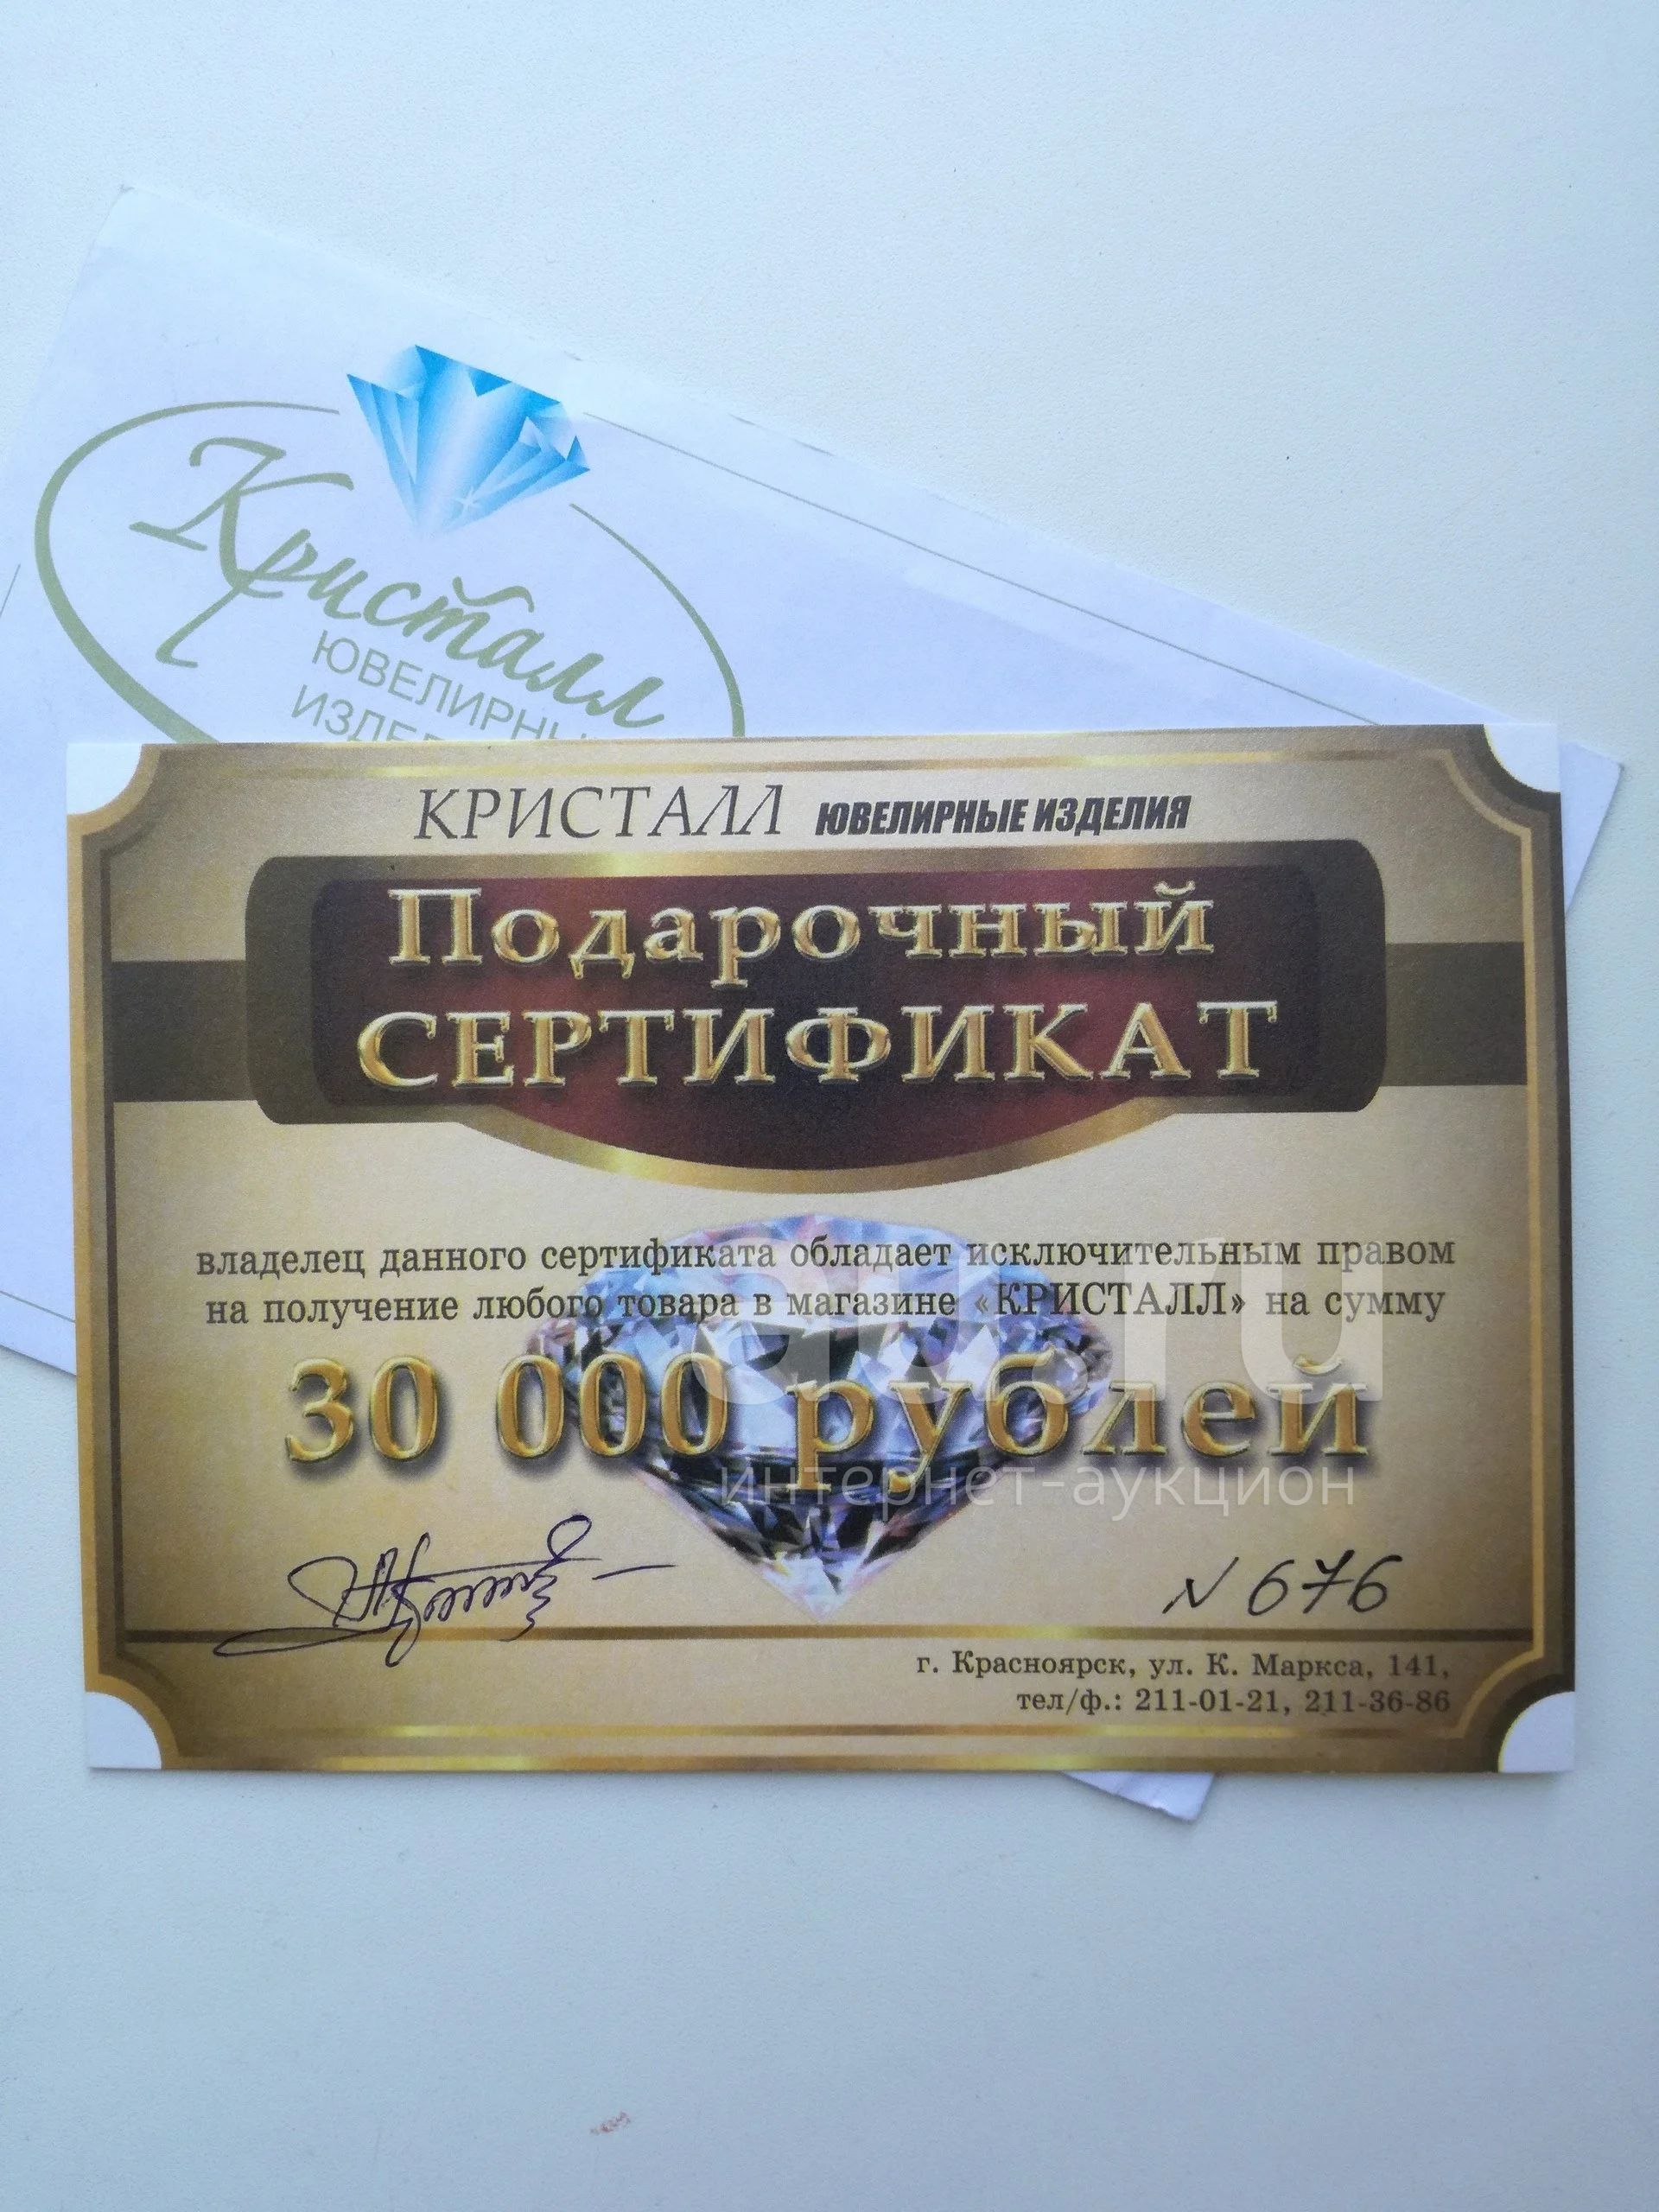 Кристалл
ЮВЕЛИРНЫ
ИЗДЕ
КРИСТАЛЛ ЮВЕЛИРНЫЕ ИЗДЕЛИЯ
Подарочный
СЕРТИФИКАТ
владелец данного сертификата обладает исключительным правом
на получение любого товара в магазине «КРИСТАЛЛ» на сумму
30 000 рублей
au.ru
интернет-аукцион
N 676
г. Красноярск, ул. К. Маркса, 141,
тел/ф.: 211-01-21, 211-36-86